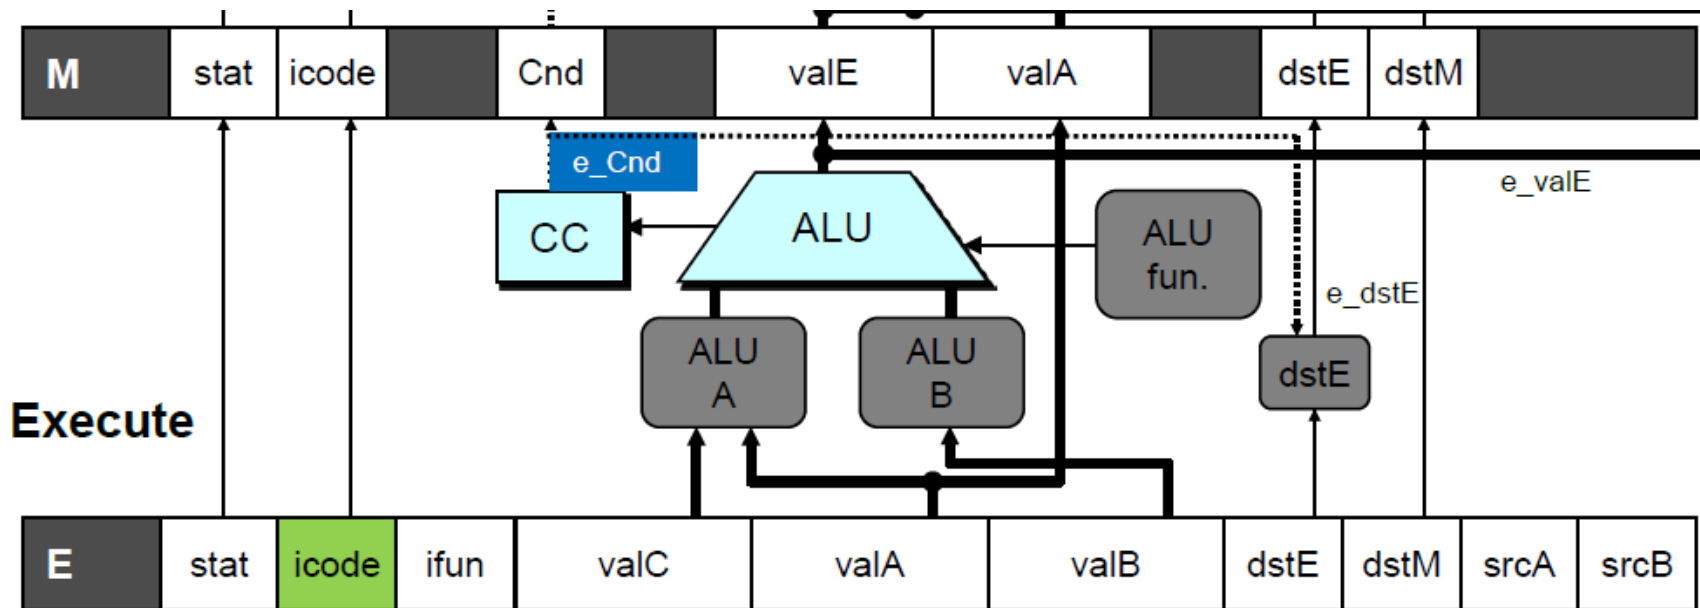 M stat icode Cnd valE valA dstE dstM
e_Cnd
e_valE
CC
ALU
ALU
fun.
e_dstE
ALU
A
ALU
B
dstE
Execute
E stat icode ifun valC valA valB dstE dstM srcA srcB